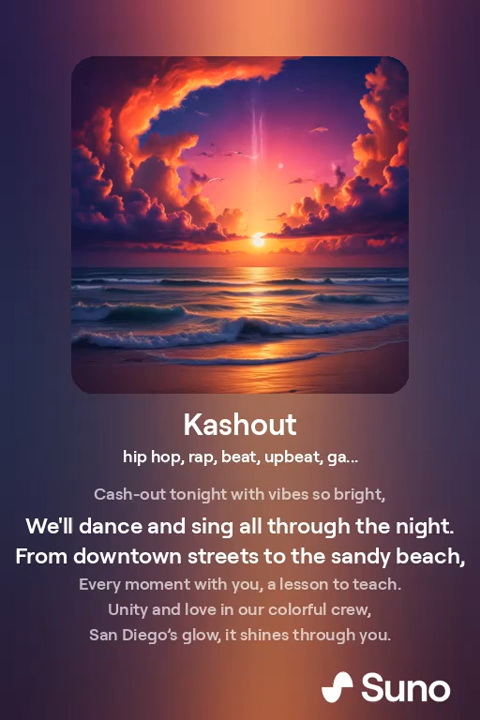 Kashout
hip hop, rap, beat, upbeat, ga...
Cash-out tonight with vibes so bright,
We'll dance and sing all through the night.
From downtown streets to the sandy beach,
Every moment with you, a lesson to teach.
Unity and love in our colorful crew,
San Diego’s glow, it shines through you.
Suno